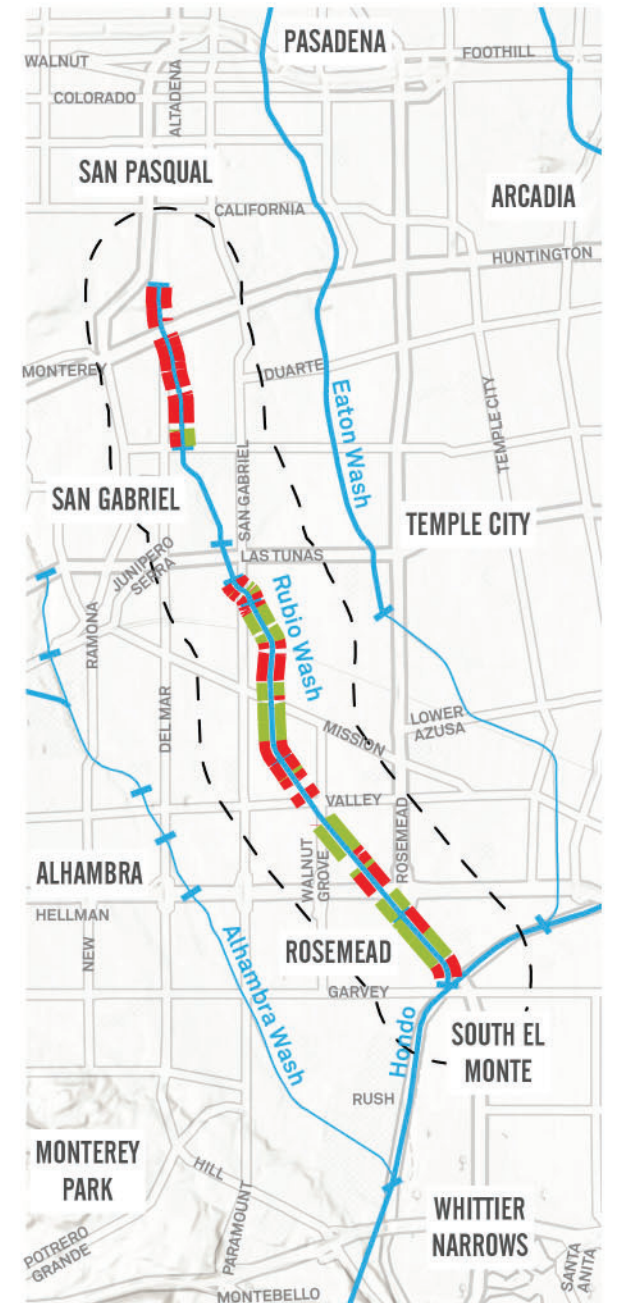 PASADENA
FOOTHILL
WALNUT
COLORADO
ALTADENA
SAN PASQUAL
ARCADIA
CALIFORNIA
HUNTINGTON
MONTEREY
DUARTE
Eaton Wash
TEMPLE CITY
SAN GABRIEL
SAN GABRIEL
TEMPLE CITY
LAS TUNAS
JUNIPERO
SERRA
Rubio Wash
RAMONA
DEL MAR
LOWER
AZUSA
MISSION
VALLEY
ROSEMEAD
WALNUT
GROVE
ALHAMBRA
HELLMAN
NEW
Alhambra Wash
ROSEMEAD
GARVEY
Hondo
SOUTH EL
MONTE
RUSH
MONTEREY
PARK
HILL
PARAMOUNT
WHITTIER
NARROWS
POTRERO
GRANDE
SANTA
ANITA
MONTEBELLO